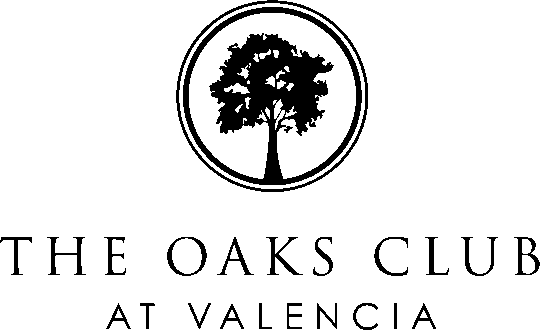 THE OAKS CLUB
AT VALENCIA